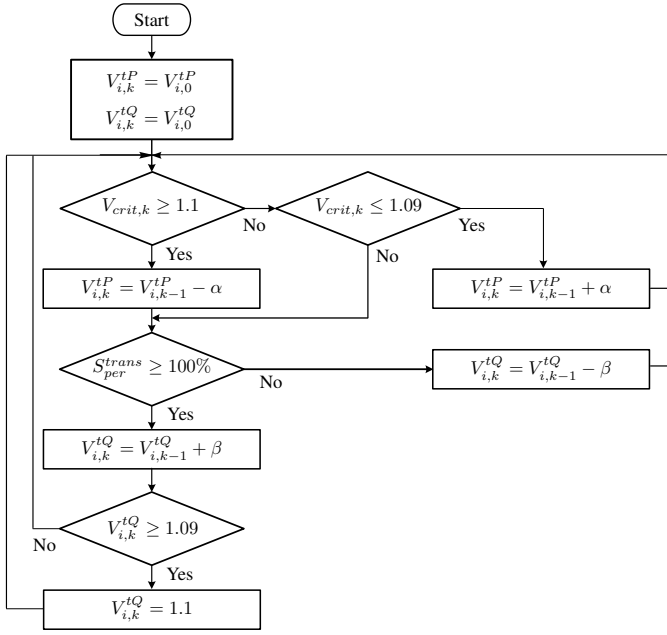 Start
V_{i,k}^{tP} = V_{i,0}^{tP}
V_{i,k}^{tQ} = V_{i,0}^{tQ}
V_{crit,k} ≥ 1.1
No
V_{crit,k} ≤ 1.09
Yes
Yes
No
V_{i,k}^{tP} = V_{i,k-1}^{tP} − α
V_{i,k}^{tP} = V_{i,k-1}^{tP} + α
S_{per}^{trans} ≥ 100%
No
V_{i,k}^{tQ} = V_{i,k-1}^{tQ} − β
Yes
V_{i,k}^{tQ} = V_{i,k-1}^{tQ} + β
V_{i,k}^{tQ} ≥ 1.09
No
Yes
V_{i,k}^{tQ} = 1.1